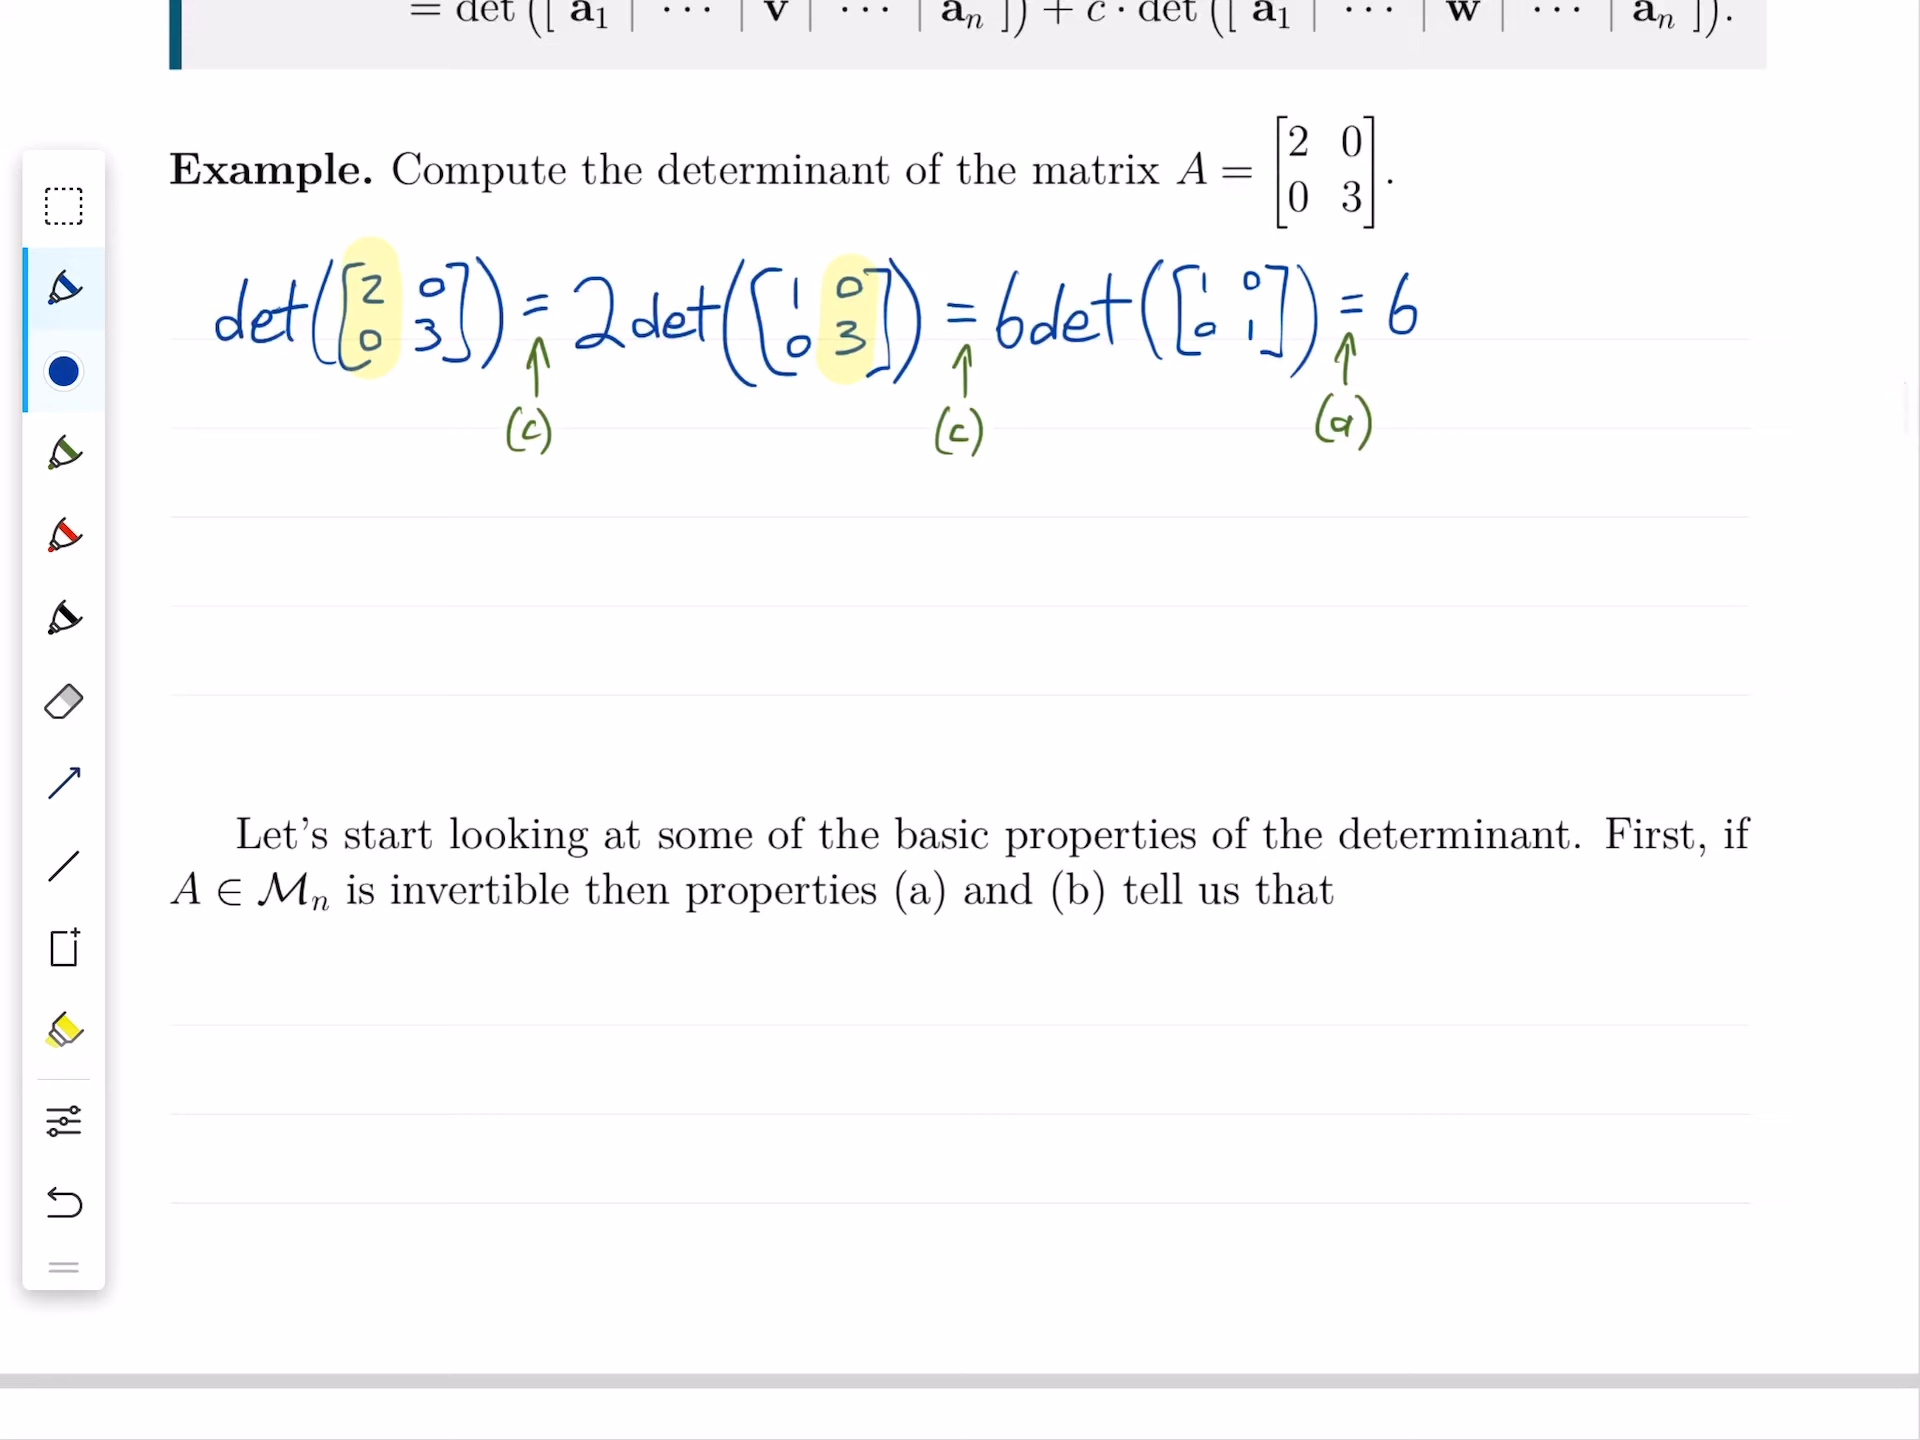 = det ([ a₁ | ··· | v | ··· | aₙ ]) + c · det ([ a₁ | ··· | w | ··· | aₙ ]).
Example. Compute the determinant of the matrix A = [2 0; 0 3].
det([2 0; 0 3]) = 2det([1 0; 0 3]) = 6det([1 0; 0 1]) = 6
(c) (c) (a)
Let's start looking at some of the basic properties of the determinant. First, if
A ∈ ℳₙ is invertible then properties (a) and (b) tell us that